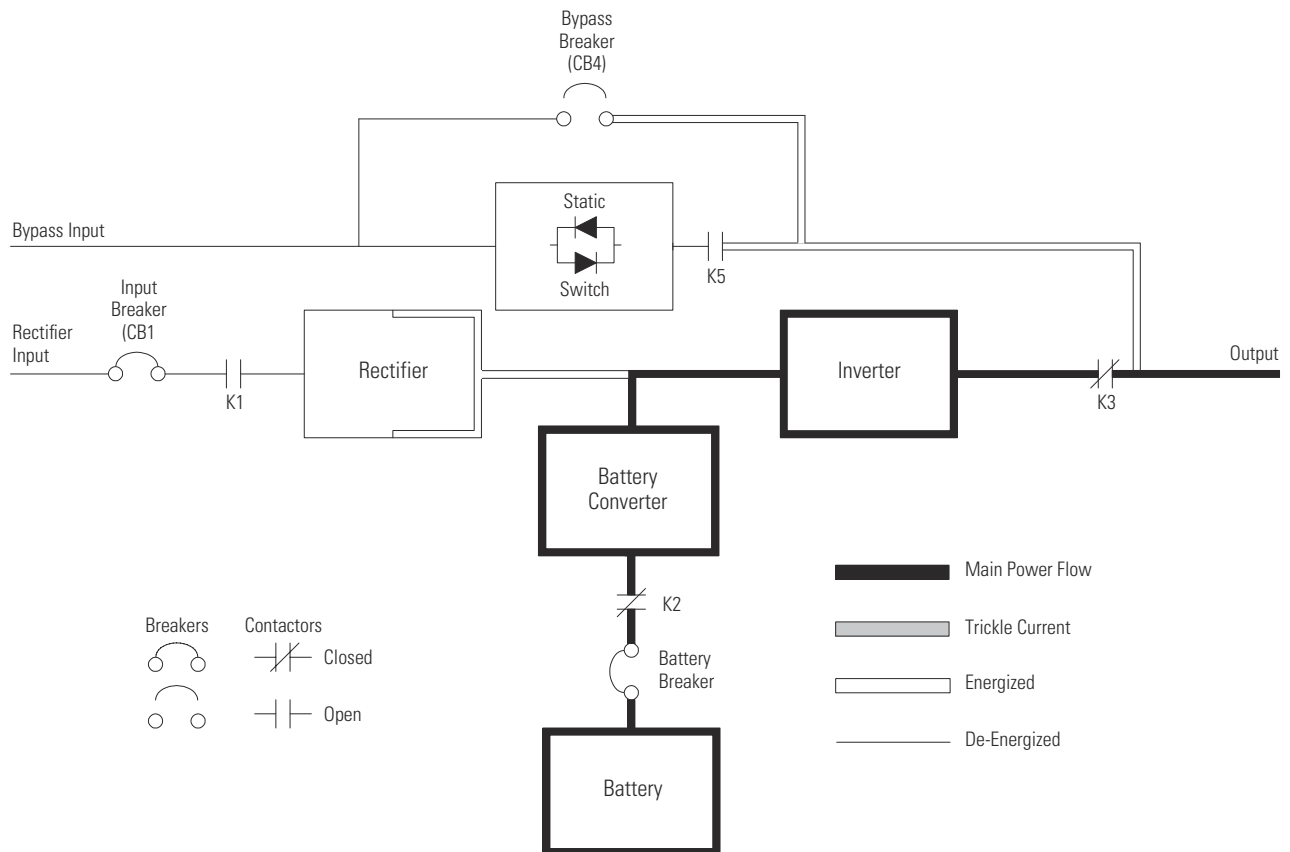 Bypass
Breaker
(CB4)
Static
Switch
Bypass Input
K5
Input
Breaker
(CB1
Rectifier
Input
K1
Rectifier
Inverter
Output
K3
Battery
Converter
K2
Battery
Breaker
Battery
Breakers
Contactors
Closed
Open
Main Power Flow
Trickle Current
Energized
De-Energized